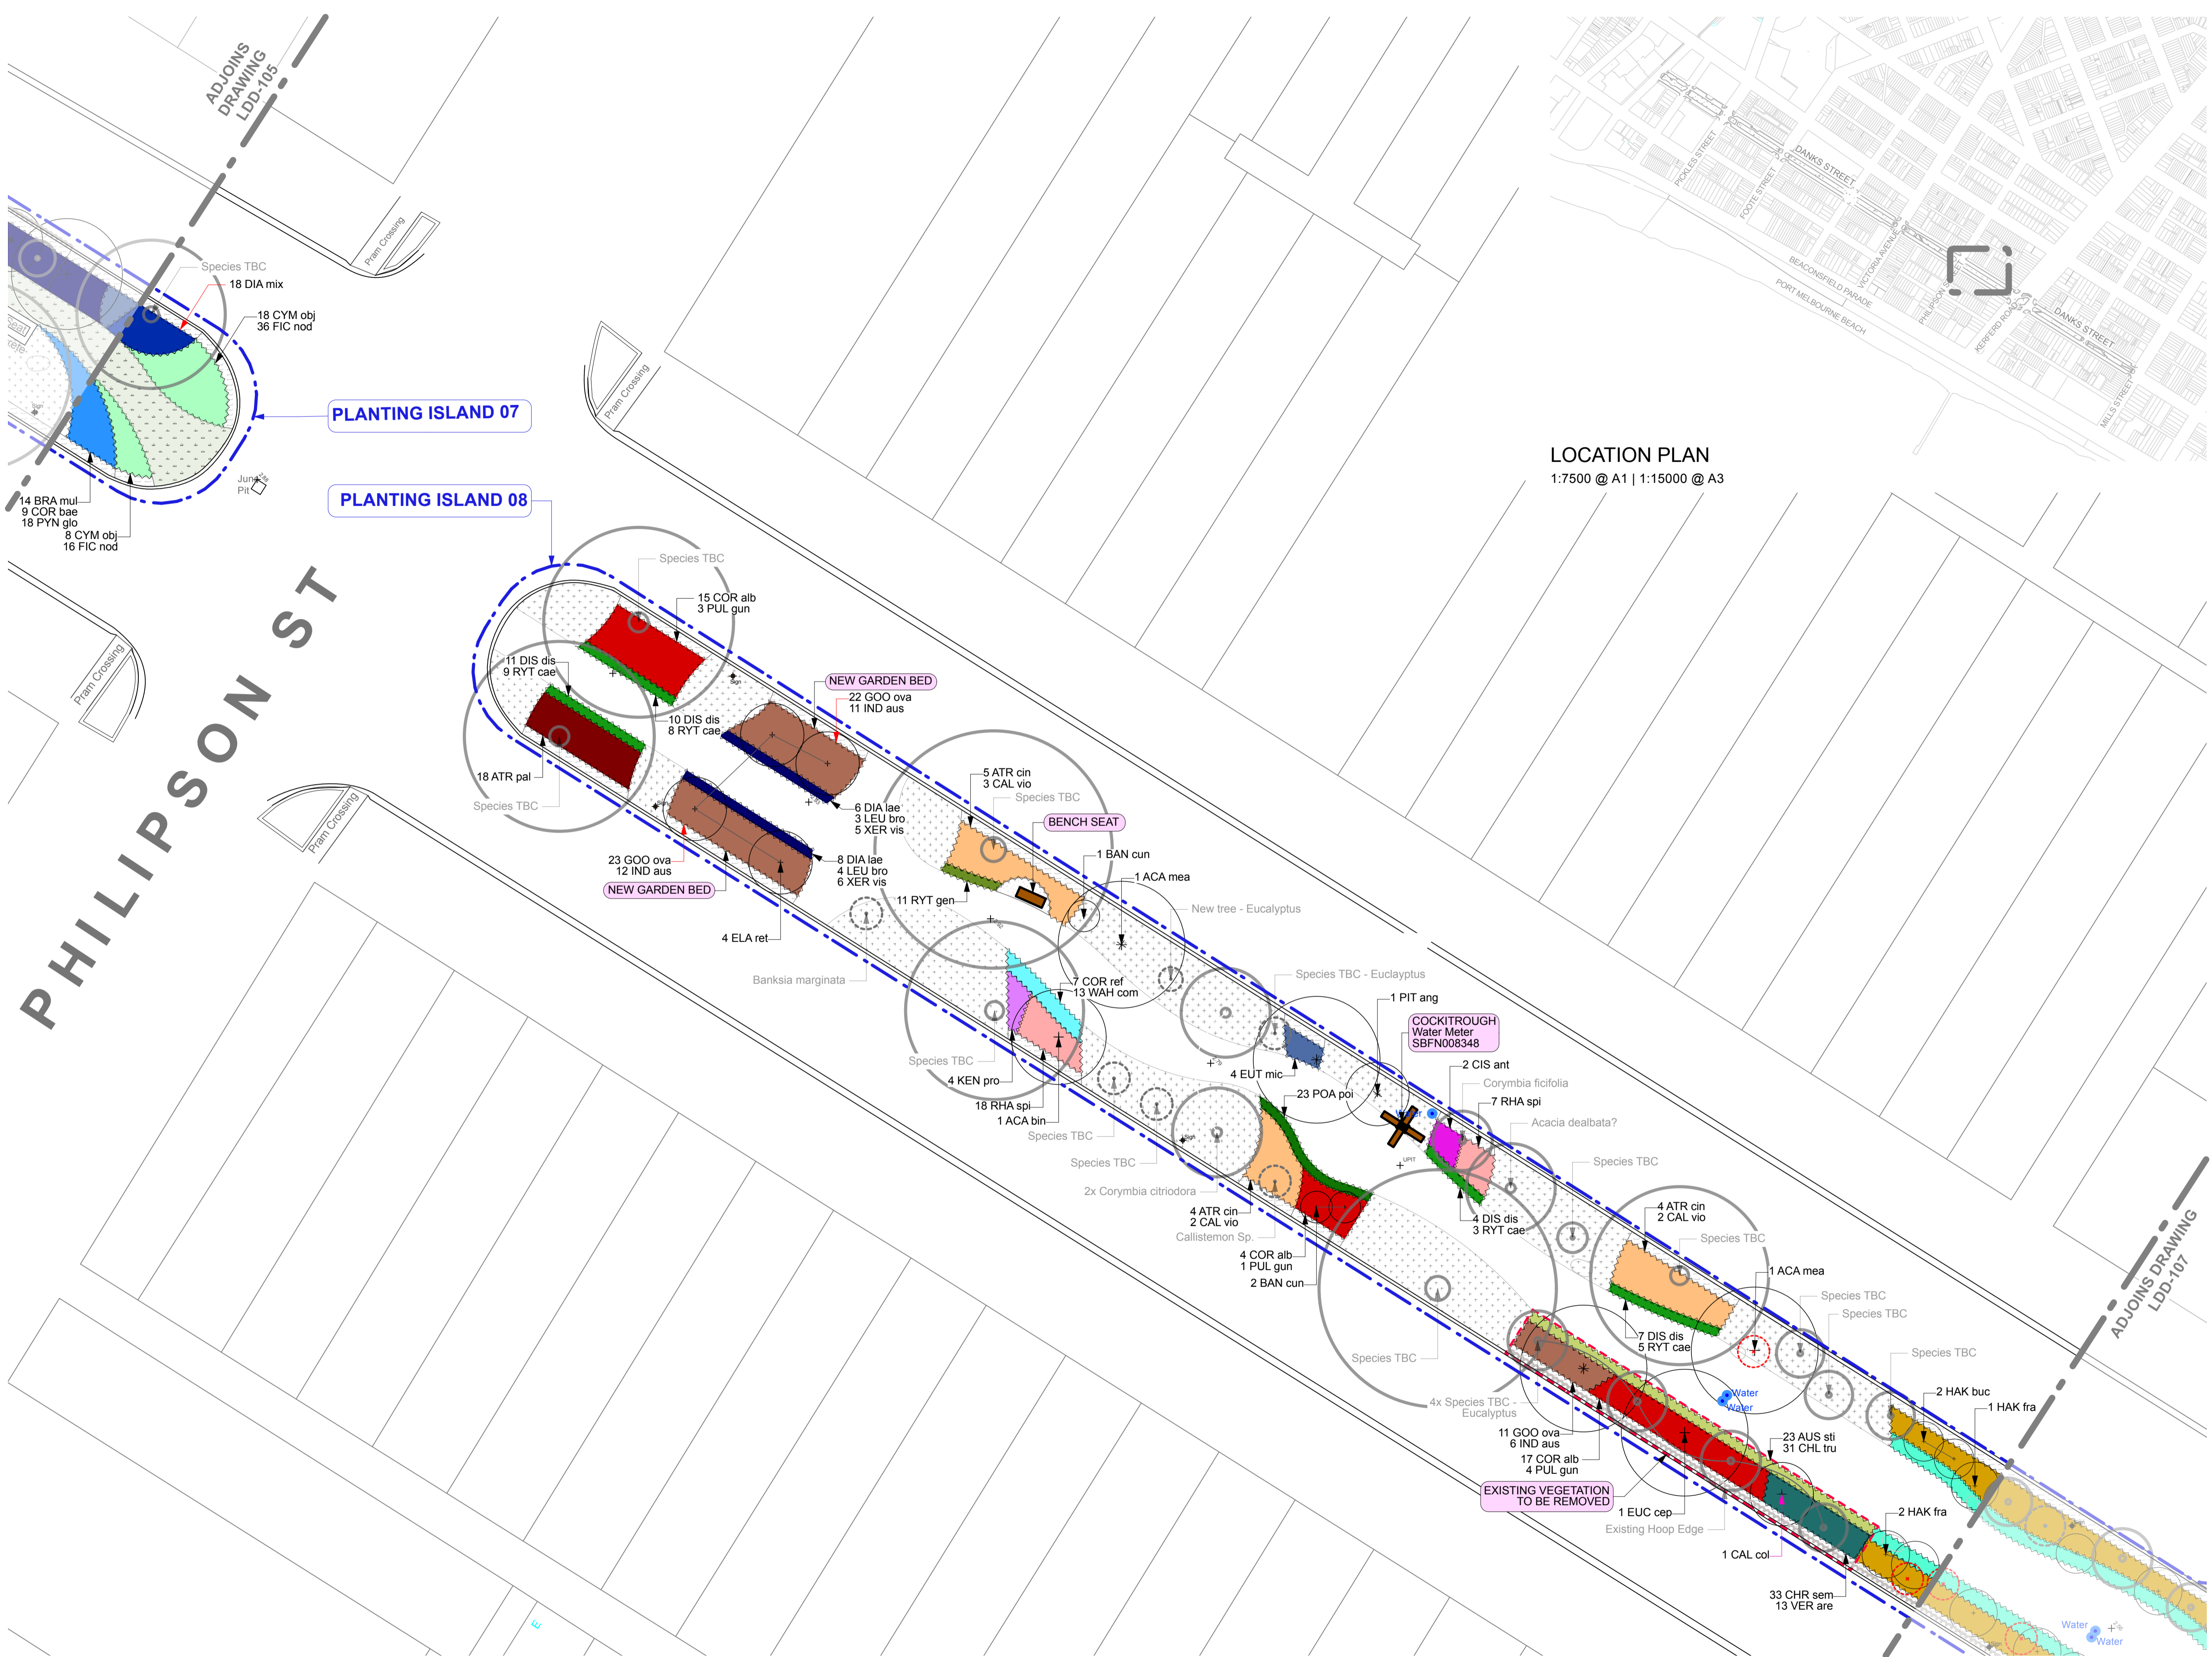 ADJOINS
DRAWING
LDD-105
Pram Crossing
Species TBC
18 DIA mix
18 CYM obj
36 FIC nod
Seat
PLANTING ISLAND 07
Pit
14 BRA mul
9 COR bae
18 PYN glo
8 CYM obj
16 FIC nod
PLANTING ISLAND 08
Pram Crossing
PICKLES STREET
FOOTE STREET
DANKS STREET
VICTORIA AVENUE
BEACONSFIELD PARADE
PORT MELBOURNE BEACH
KERFERD ROAD
DANKS STREET
MILLS STREET
LOCATION PLAN
1:7500 @ A1 | 1:15000 @ A3
PHILIPSON ST
Pram Crossing
Pram Crossing
Species TBC
15 COR alb
3 PUL gun
11 DIS dis
9 RYT cae
Sign
NEW GARDEN BED
22 GOO ova
11 IND aus
10 DIS dis
8 RYT cae
18 ATR pal
Species TBC
5 ATR cin
3 CAL vio
Species TBC
6 DIA lae
3 LEU bro
5 XER vis
BENCH SEAT
23 GOO ova
12 IND aus
NEW GARDEN BED
8 DIA lae
4 LEU bro
6 XER vis
1 BAN cun
1 ACA mea
11 RYT gen
New tree - Eucalyptus
4 ELA ret
Banksia marginata
7 COR ref
13 WAH com
Species TBC - Euclayptus
1 PIT ang
COCKITROUGH
Water Meter
SBFN008348
Species TBC
4 KEN pro
4 EUT mic
2 CIS ant
Corymbia ficifolia
23 POA poi
7 RHA spi
Water
18 RHA spi
1 ACA bin
Acacia dealbata?
Species TBC
Sign
UPIT
Species TBC
Species TBC
2x Corymbia citriodora
4 ATR cin
2 CAL vio
Callistemon Sp.
4 DIS dis
3 RYT cae
4 ATR cin
2 CAL vio
Species TBC
4 COR alb
1 PUL gun
2 BAN cun
1 ACA mea
ADJOINS DRAWING
LDD-107
Species TBC
Species TBC
7 DIS dis
5 RYT cae
Species TBC
Species TBC
4x Species TBC -
Eucalyptus
Water
Water
2 HAK buc
1 HAK fra
11 GOO ova
6 IND aus
17 COR alb
4 PUL gun
23 AUS sti
31 CHL tru
EXISTING VEGETATION
TO BE REMOVED
1 EUC cep
Existing Hoop Edge
2 HAK fra
1 CAL col
33 CHR sem
13 VER are
E
Water
Water